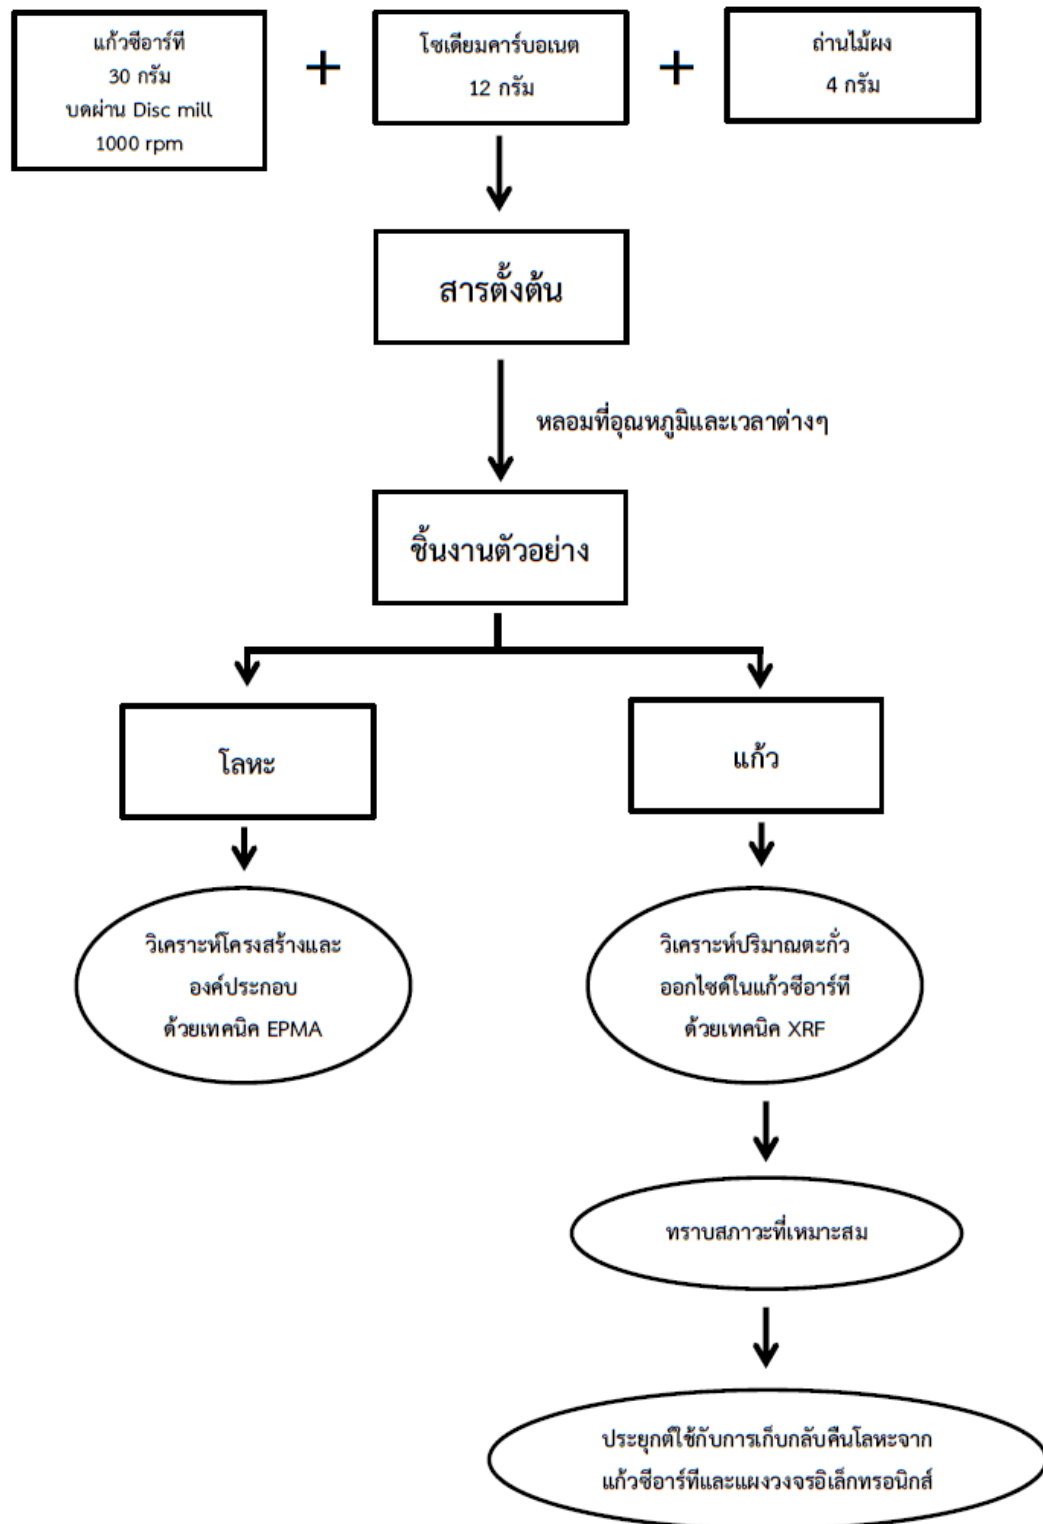 แก้วซีอาร์ที
30 กรัม
บดผ่าน Disc mill
1000 rpm
+
โซเดียมคาร์บอเนต
12 กรัม
+
ถ่านไม้ผง
4 กรัม
สารตั้งต้น
หลอมที่อุณหภูมิและเวลาต่างๆ
ชิ้นงานตัวอย่าง
โลหะ
แก้ว
วิเคราะห์โครงสร้างและ
องค์ประกอบ
ด้วยเทคนิค EPMA
วิเคราะห์ปริมาณตะกั่ว
ออกไซด์ในแก้วซีอาร์ที
ด้วยเทคนิค XRF
ทราบสภาวะที่เหมาะสม
ประยุกต์ใช้กับการเก็บกลับคืนโลหะจาก
แก้วซีอาร์ทีและแผงวงจรอิเล็กทรอนิกส์